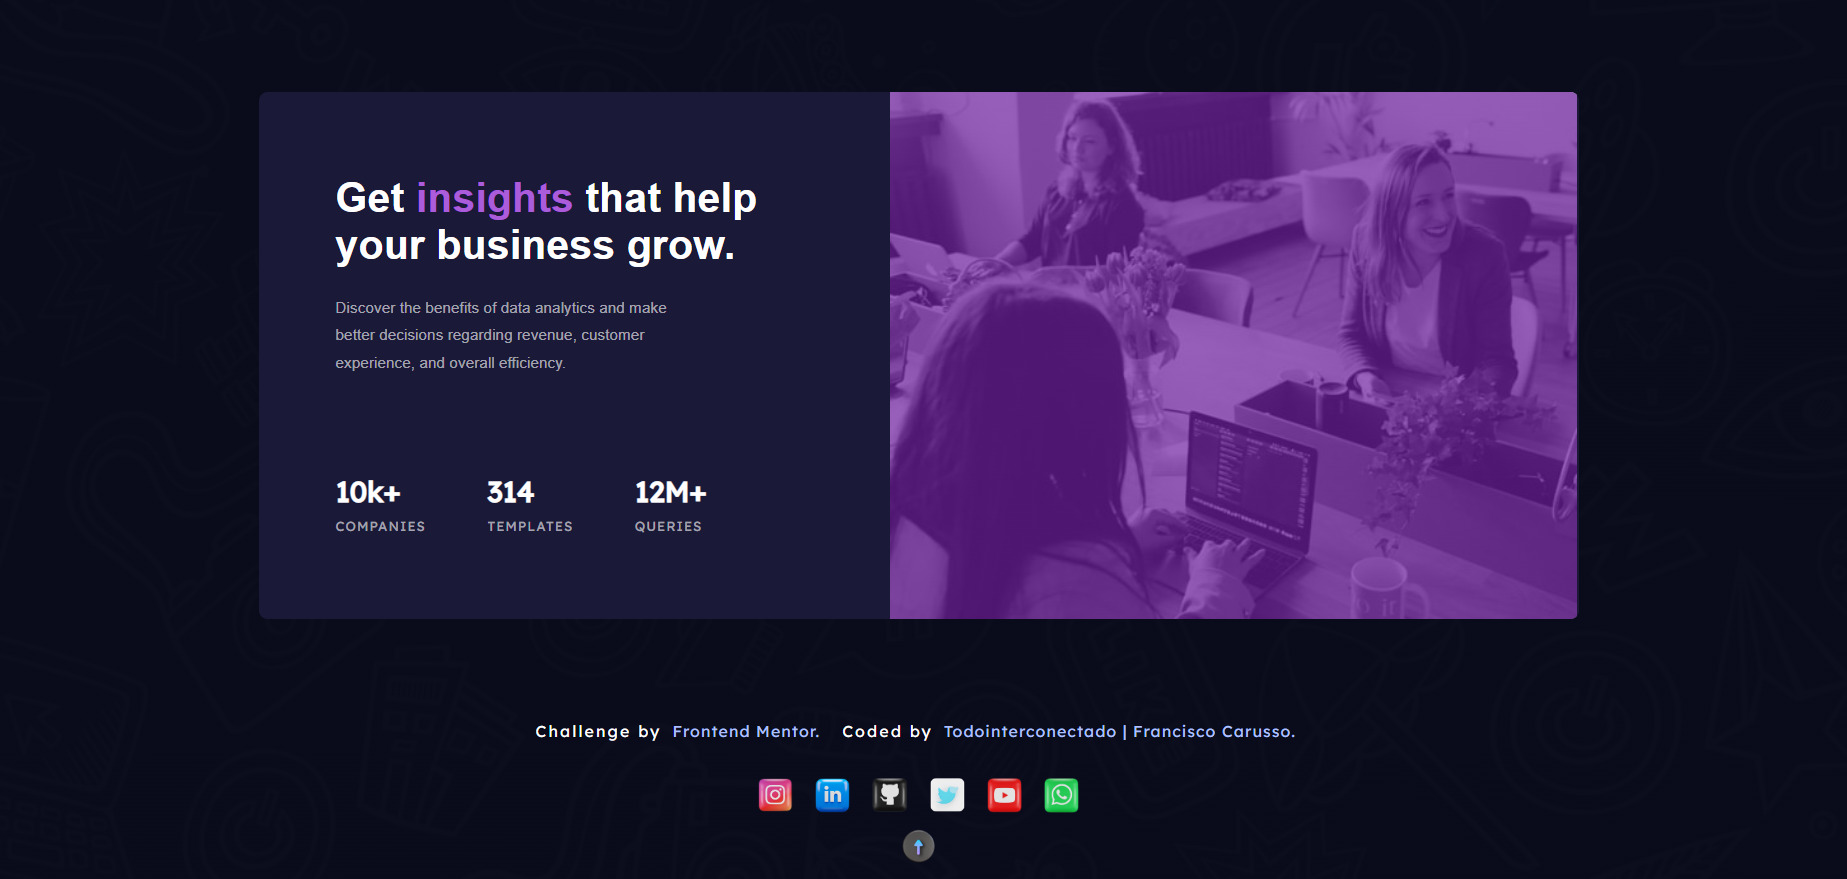 Get insights that help
your business grow.
Discover the benefits of data analytics and make
better decisions regarding revenue, customer
experience, and overall efficiency.
10k+ 314 12M+
COMPANIES TEMPLATES QUERIES
Challenge by Frontend Mentor. Coded by Todointerconectado | Francisco Carusso.
in